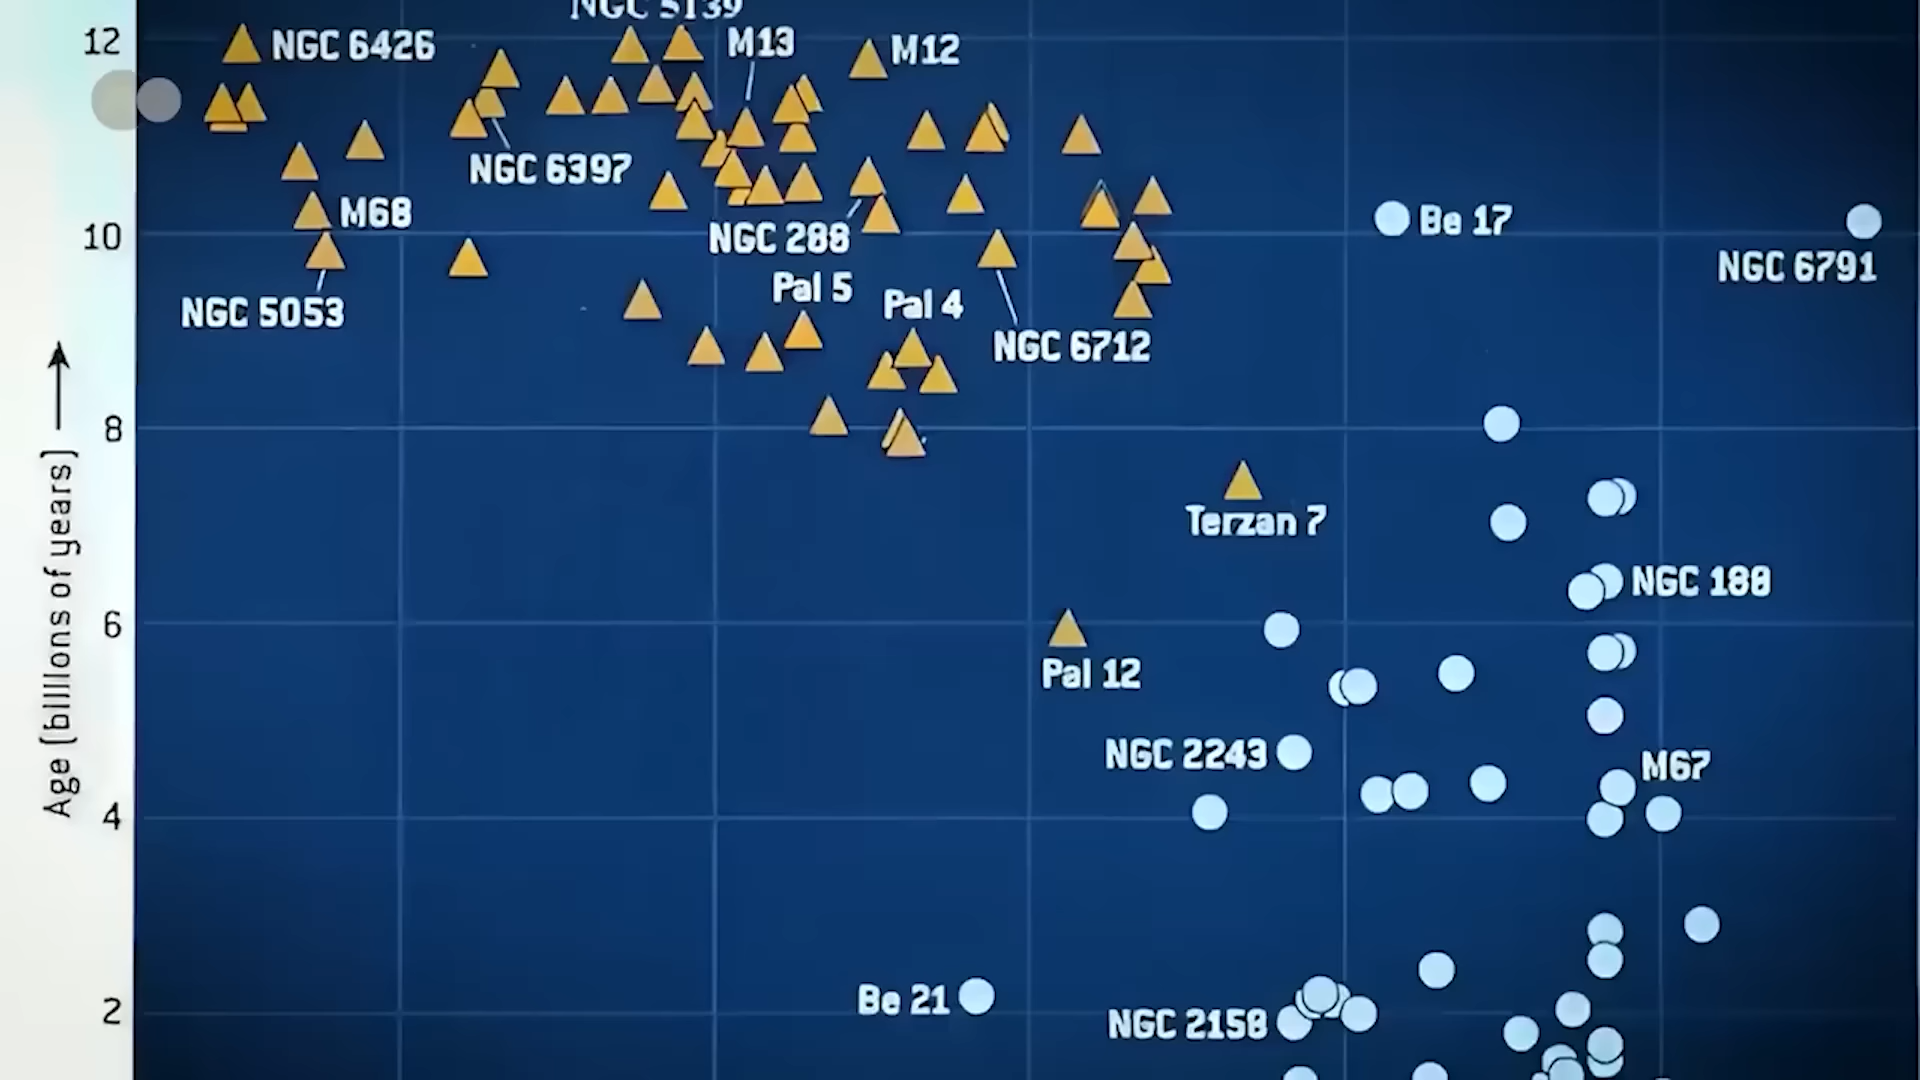 NGC 5139
12
NGC 6426
M13
M12
NGC 6397
M68
10
NGC 288
Be 17
NGC 6791
NGC 5053
Pal 5
Pal 4
NGC 6712
8
Terzan 7
NGC 188
6
Pal 12
Age (billions of years)
NGC 2243
M67
4
Be 21
2
NGC 2158